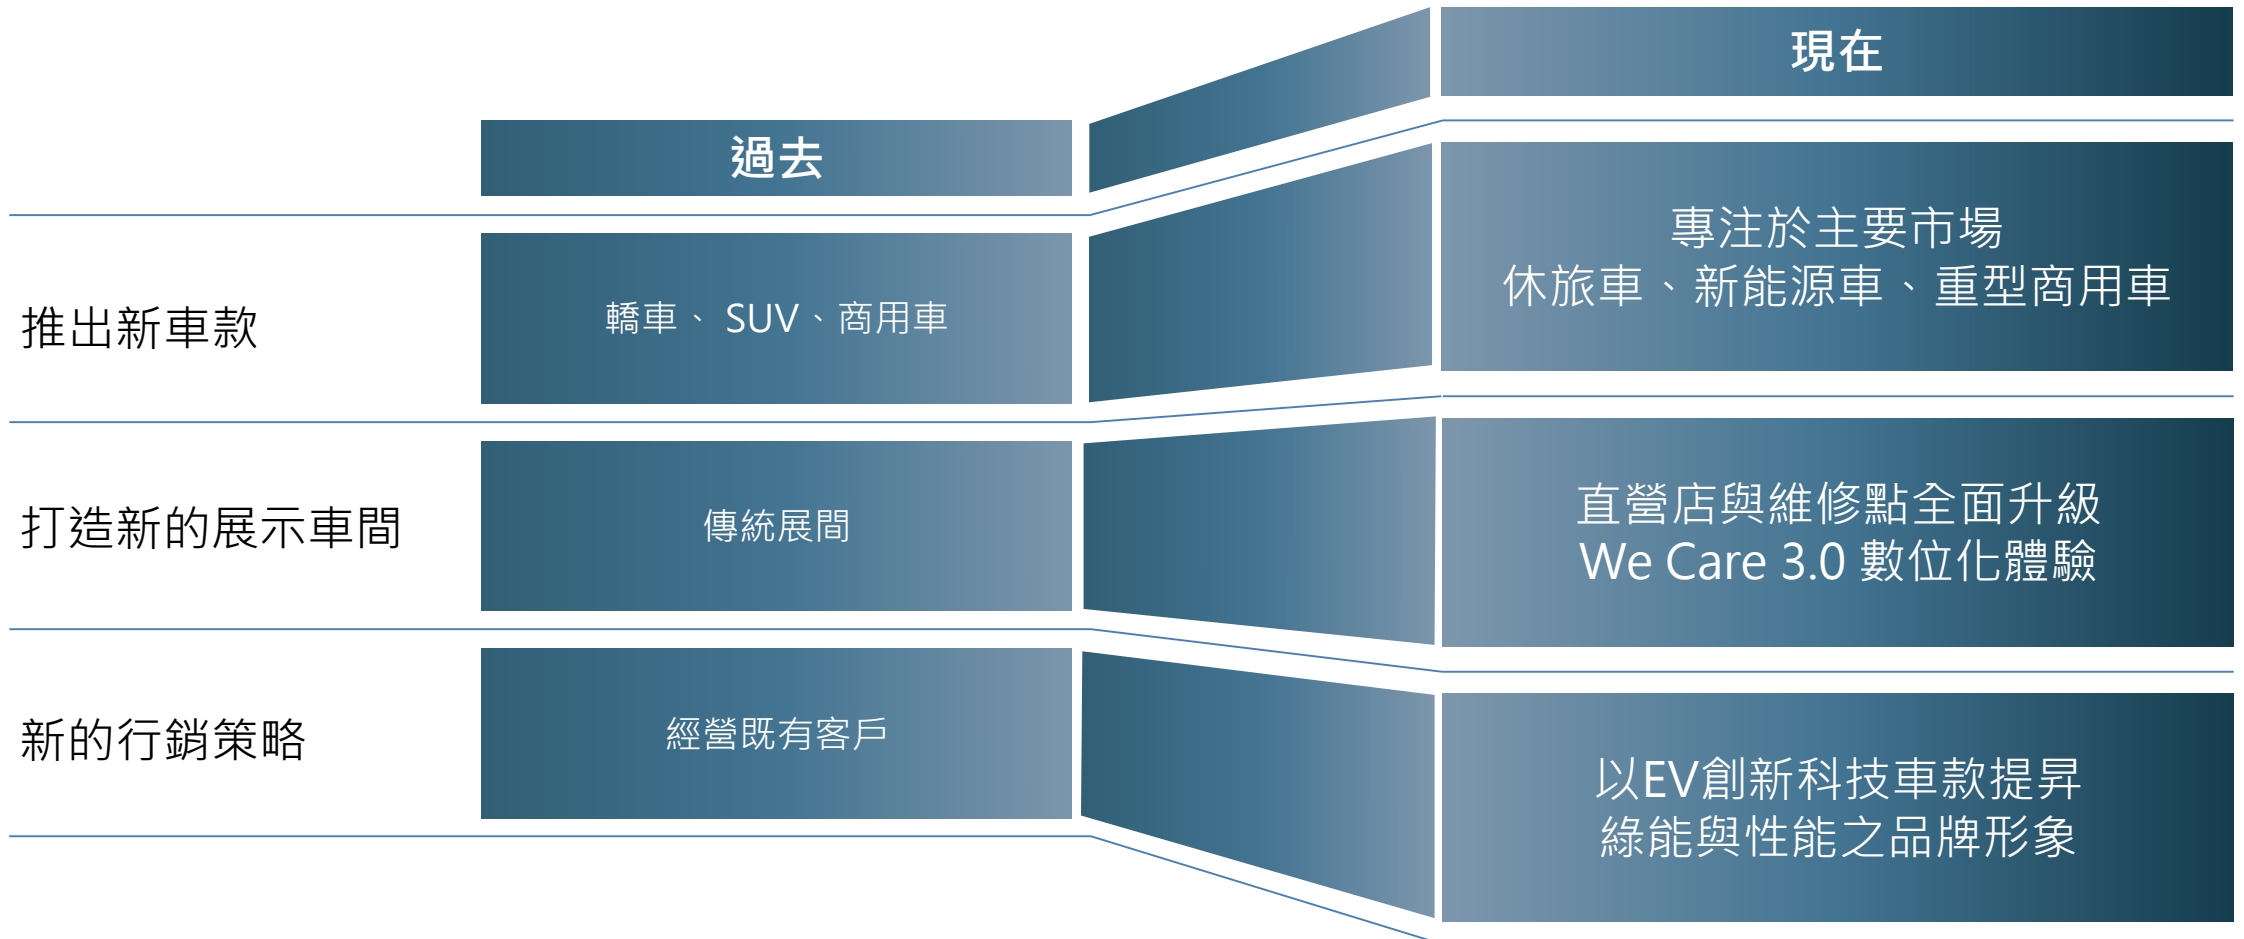 現在
過去
推出新車款
轎車、 SUV、商用車
專注於主要市場
休旅車、新能源車、重型商用車
打造新的展示車間
傳統展間
直營店與維修點全面升級
We Care 3.0 數位化體驗
新的行銷策略
經營既有客戶
以EV創新科技車款提昇
綠能與性能之品牌形象